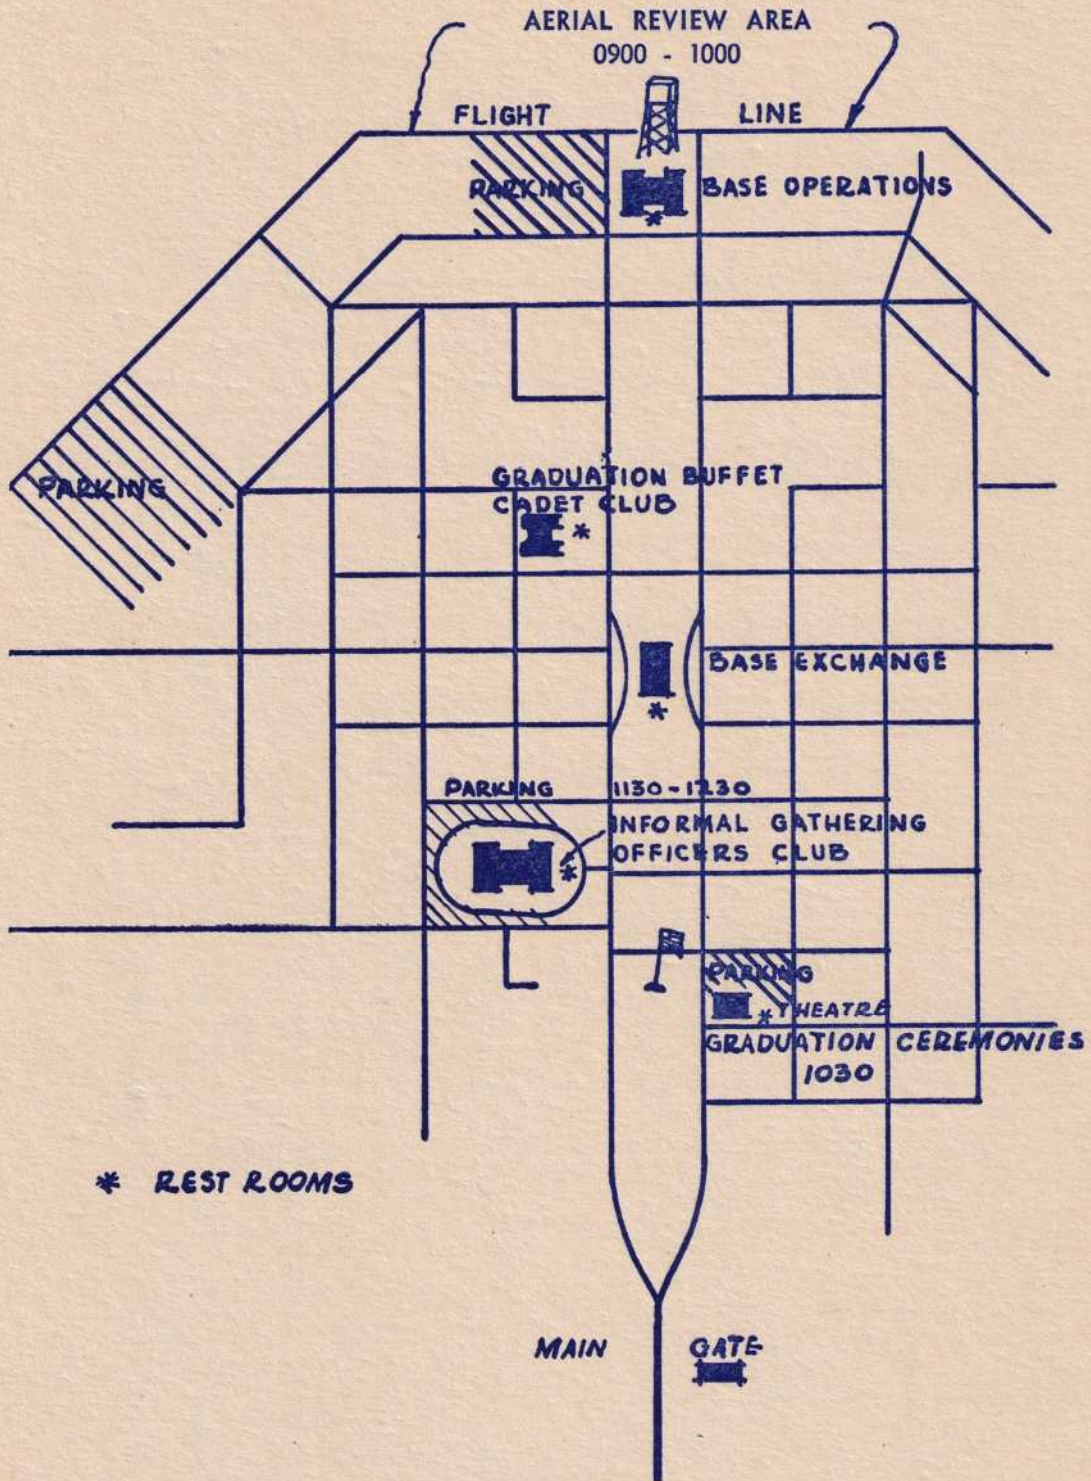 AERIAL REVIEW AREA
0900 - 1000
FLIGHT LINE
PARKING
BASE OPERATIONS
PARKING
GRADUATION BUFFET
CADET CLUB
*
BASE EXCHANGE
*
PARKING
1130-1230
INFORMAL GATHERING
OFFICERS CLUB
*
PARKING
* THEATRE
GRADUATION CEREMONIES
1030
* REST ROOMS
MAIN GATE